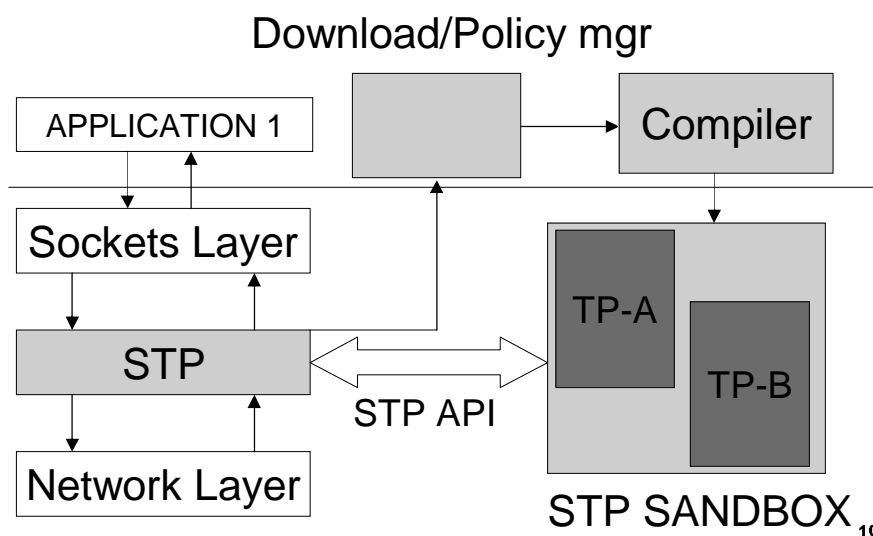 Download/Policy mgr
APPLICATION 1
Compiler
Sockets Layer
TP-A
STP
TP-B
STP API
Network Layer
STP SANDBOX